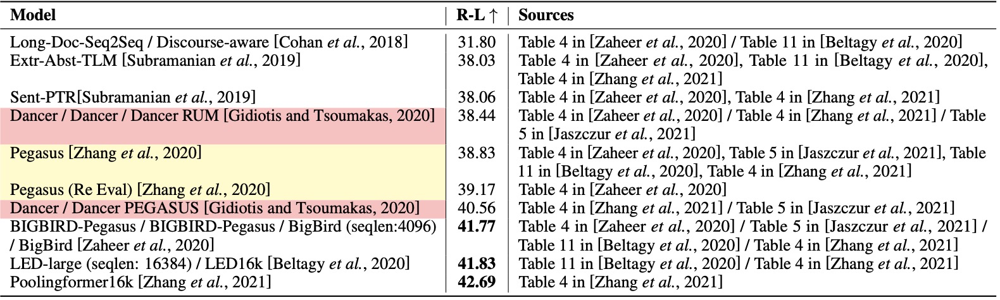 Model R-L ↑ Sources
Long-Doc-Seq2Seq / Discourse-aware [Cohan et al., 2018] 31.80 Table 4 in [Zaheer et al., 2020] / Table 11 in [Beltagy et al., 2020]
Extr-Abst-TLM [Subramanian et al., 2019] 38.03 Table 4 in [Zaheer et al., 2020], Table 11 in [Beltagy et al., 2020],
Table 4 in [Zhang et al., 2021]
Sent-PTR[Subramanian et al., 2019] 38.06 Table 4 in [Zaheer et al., 2020], Table 4 in [Zhang et al., 2021]
Dancer / Dancer / Dancer RUM [Gidiotis and Tsoumakas, 2020] 38.44 Table 4 in [Zaheer et al., 2020] / Table 4 in [Zhang et al., 2021] / Table
5 in [Jaszczur et al., 2021]
Pegasus [Zhang et al., 2020] 38.83 Table 4 in [Zaheer et al., 2020], Table 5 in [Jaszczur et al., 2021], Table
11 in [Beltagy et al., 2020], Table 4 in [Zhang et al., 2021]
Pegasus (Re Eval) [Zhang et al., 2020] 39.17 Table 4 in [Zaheer et al., 2020]
Dancer / Dancer PEGASUS [Gidiotis and Tsoumakas, 2020] 40.56 Table 4 in [Zhang et al., 2021] / Table 5 in [Jaszczur et al., 2021]
BIGBIRD-Pegasus / BIGBIRD-Pegasus / BigBird (seqlen:4096) 41.77 Table 4 in [Zaheer et al., 2020] / Table 5 in [Jaszczur et al., 2021] /
/ BigBird [Zaheer et al., 2020] Table 11 in [Beltagy et al., 2020] / Table 4 in [Zhang et al., 2021]
LED-large (seqlen: 16384) / LED16k [Beltagy et al., 2020] 41.83 Table 11 in [Beltagy et al., 2020] / Table 4 in [Zhang et al., 2021]
Poolingformer16k [Zhang et al., 2021] 42.69 Table 4 in [Zhang et al., 2021]